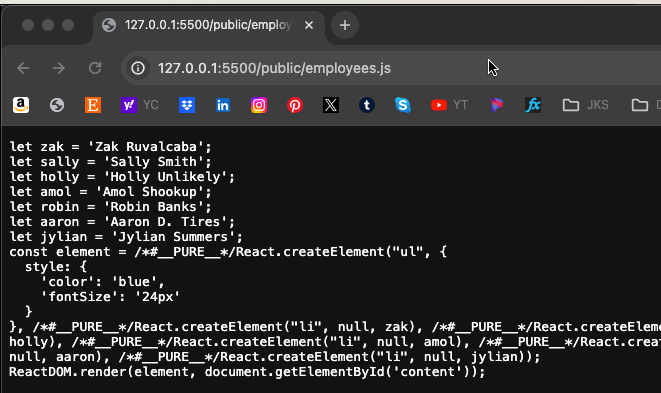 127.0.0.1:5500/public/employ
127.0.0.1:5500/public/employees.js
YC
YT
JKS
let zak = 'Zak Ruvalcaba';
let sally = 'Sally Smith';
let holly = 'Holly Unlikely';
let amol = 'Amol Shookup';
let robin = 'Robin Banks';
let aaron = 'Aaron D. Tires';
let jylian = 'Jylian Summers';
const element = /*#__PURE__*/React.createElement("ul", {
  style: {
    'color': 'blue',
    'fontSize': '24px'
  }
}, /*#__PURE__*/React.createElement("li", null, zak), /*#__PURE__*/React.createEleme
holly), /*#__PURE__*/React.createElement("li", null, amol), /*#__PURE__*/React.creat
null, aaron), /*#__PURE__*/React.createElement("li", null, jylian));
ReactDOM.render(element, document.getElementById('content'));